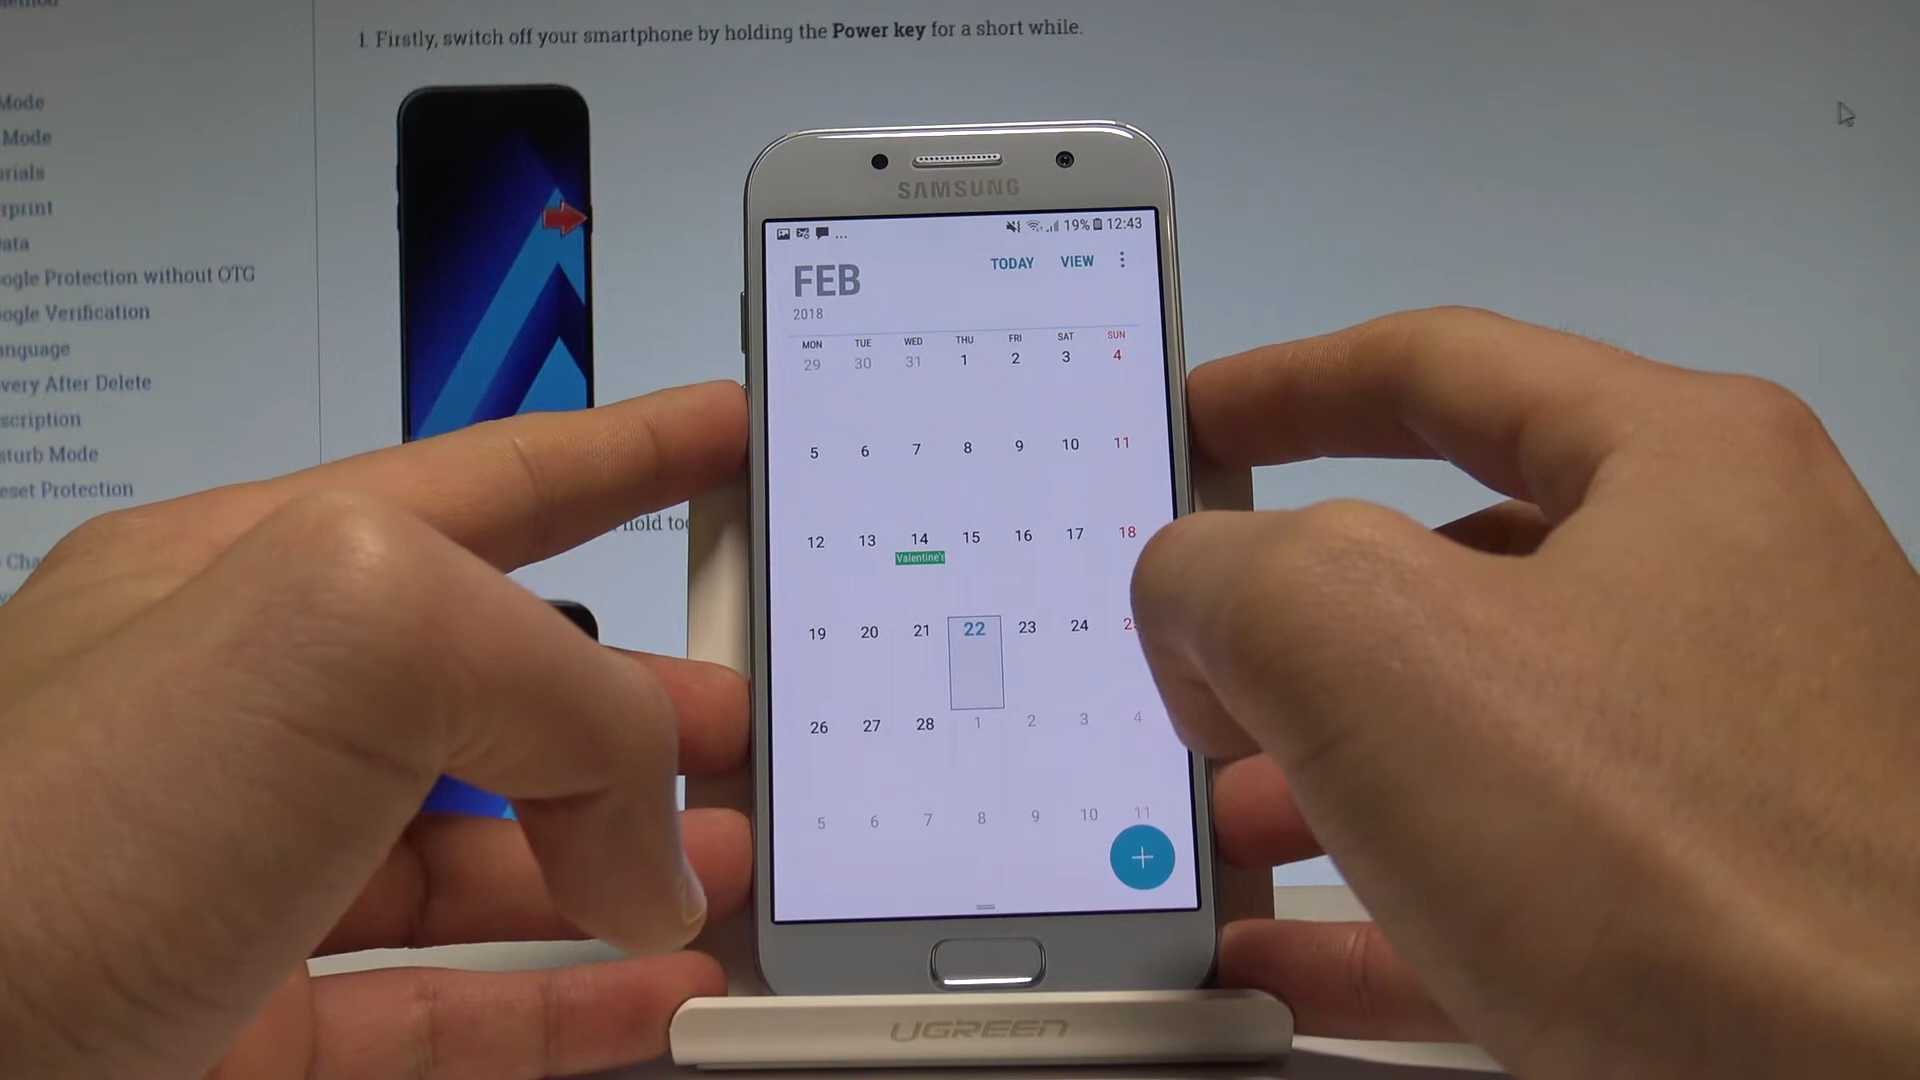 1. Firstly, switch off your smartphone by holding the Power key for a short while.
Mode
Mode
ata
ogle Protection without OTG
ogle Verification
anguage
very After Delete
scription
sturb Mode
eset Protection
hold
SAMSUNG
... 19% 12:43
FEB TODAY VIEW
2018
MON TUE WED THU FRI SAT SUN
29 30 31 1 2 3 4
5 6 7 8 9 10 11
12 13 14 15 16 17 18
Valentine's
19 20 21 22 23 24
26 27 28 1 2 3 4
5 6 7 8 9 10 11
+
UGREEN